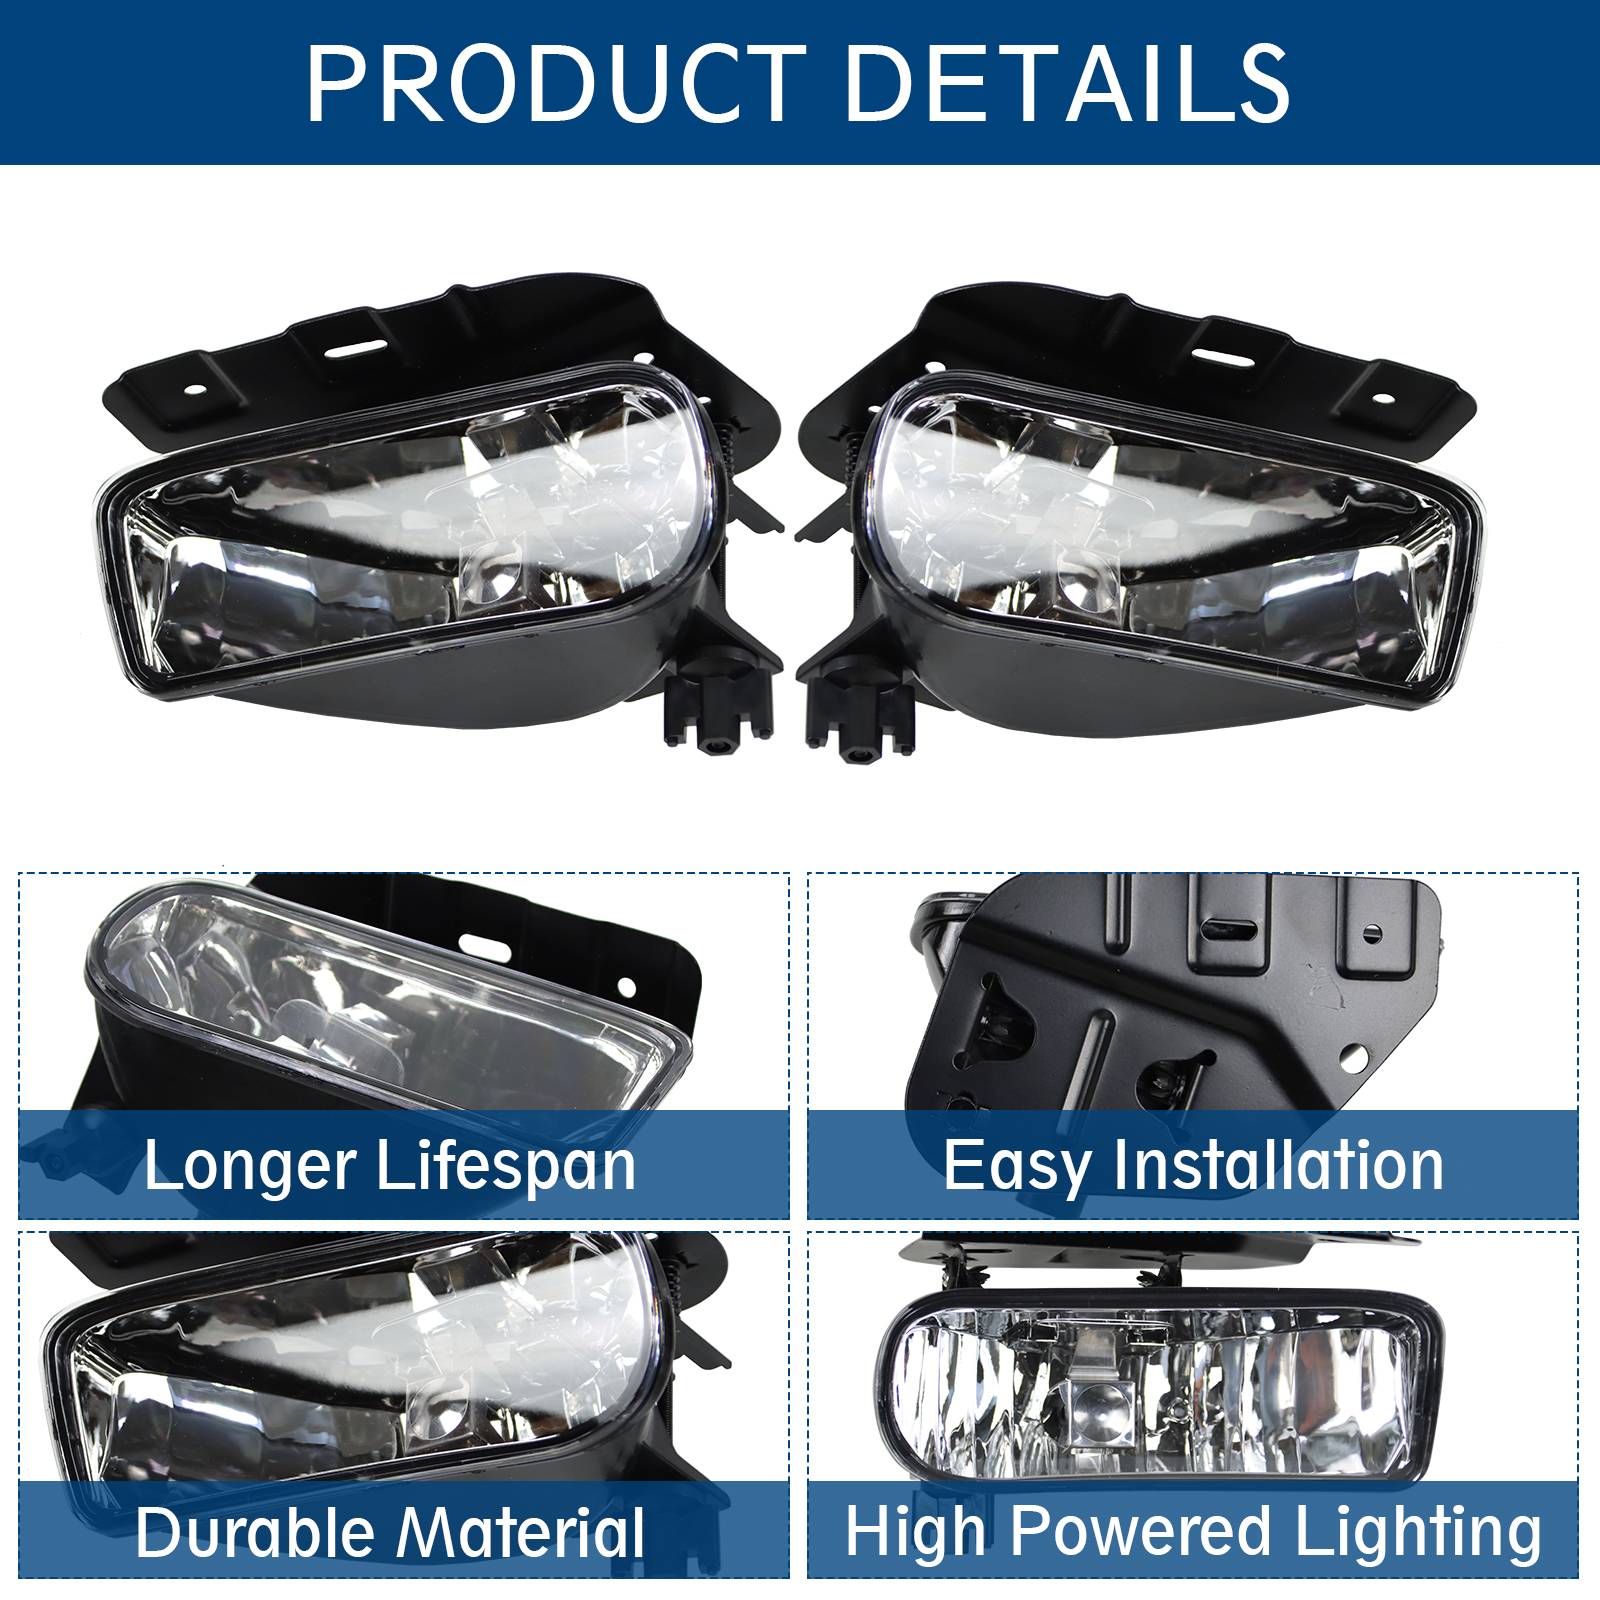 PRODUCT DETAILS
Longer Lifespan
Easy Installation
Durable Material
High Powered Lighting